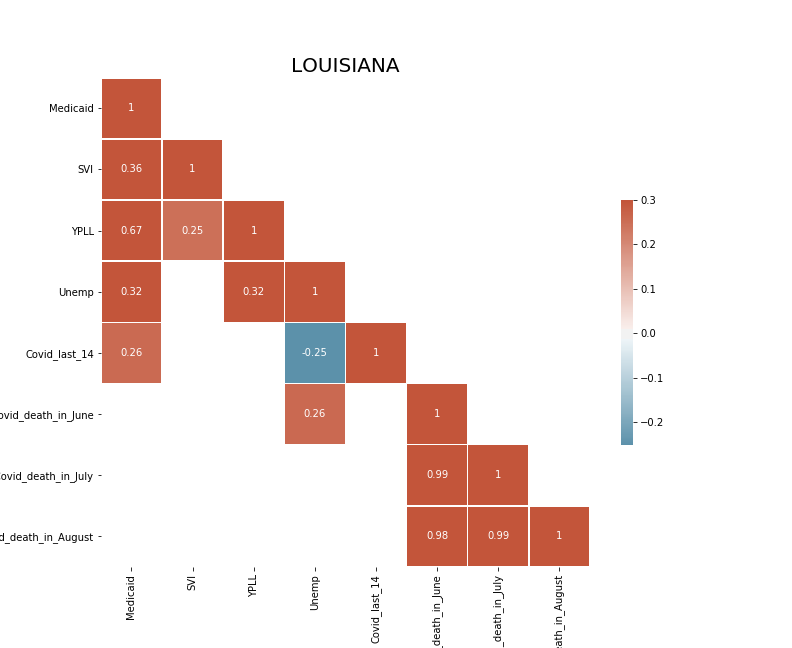 LOUISIANA
Medicaid 1
SVI 0.36 1
YPLL 0.67 0.25 1
Unemp 0.32 0.32 1
Covid_last_14 0.26 -0.25 1
ovid_death_in_June 0.26 1
Covid_death_in_July 0.99 1
d_death_in_August 0.98 0.99 1
Medicaid
SVI
YPLL
Unemp
Covid_last_14
_death_in_June
_death_in_July
eath_in_August
0.3
0.2
0.1
0.0
−0.1
−0.2